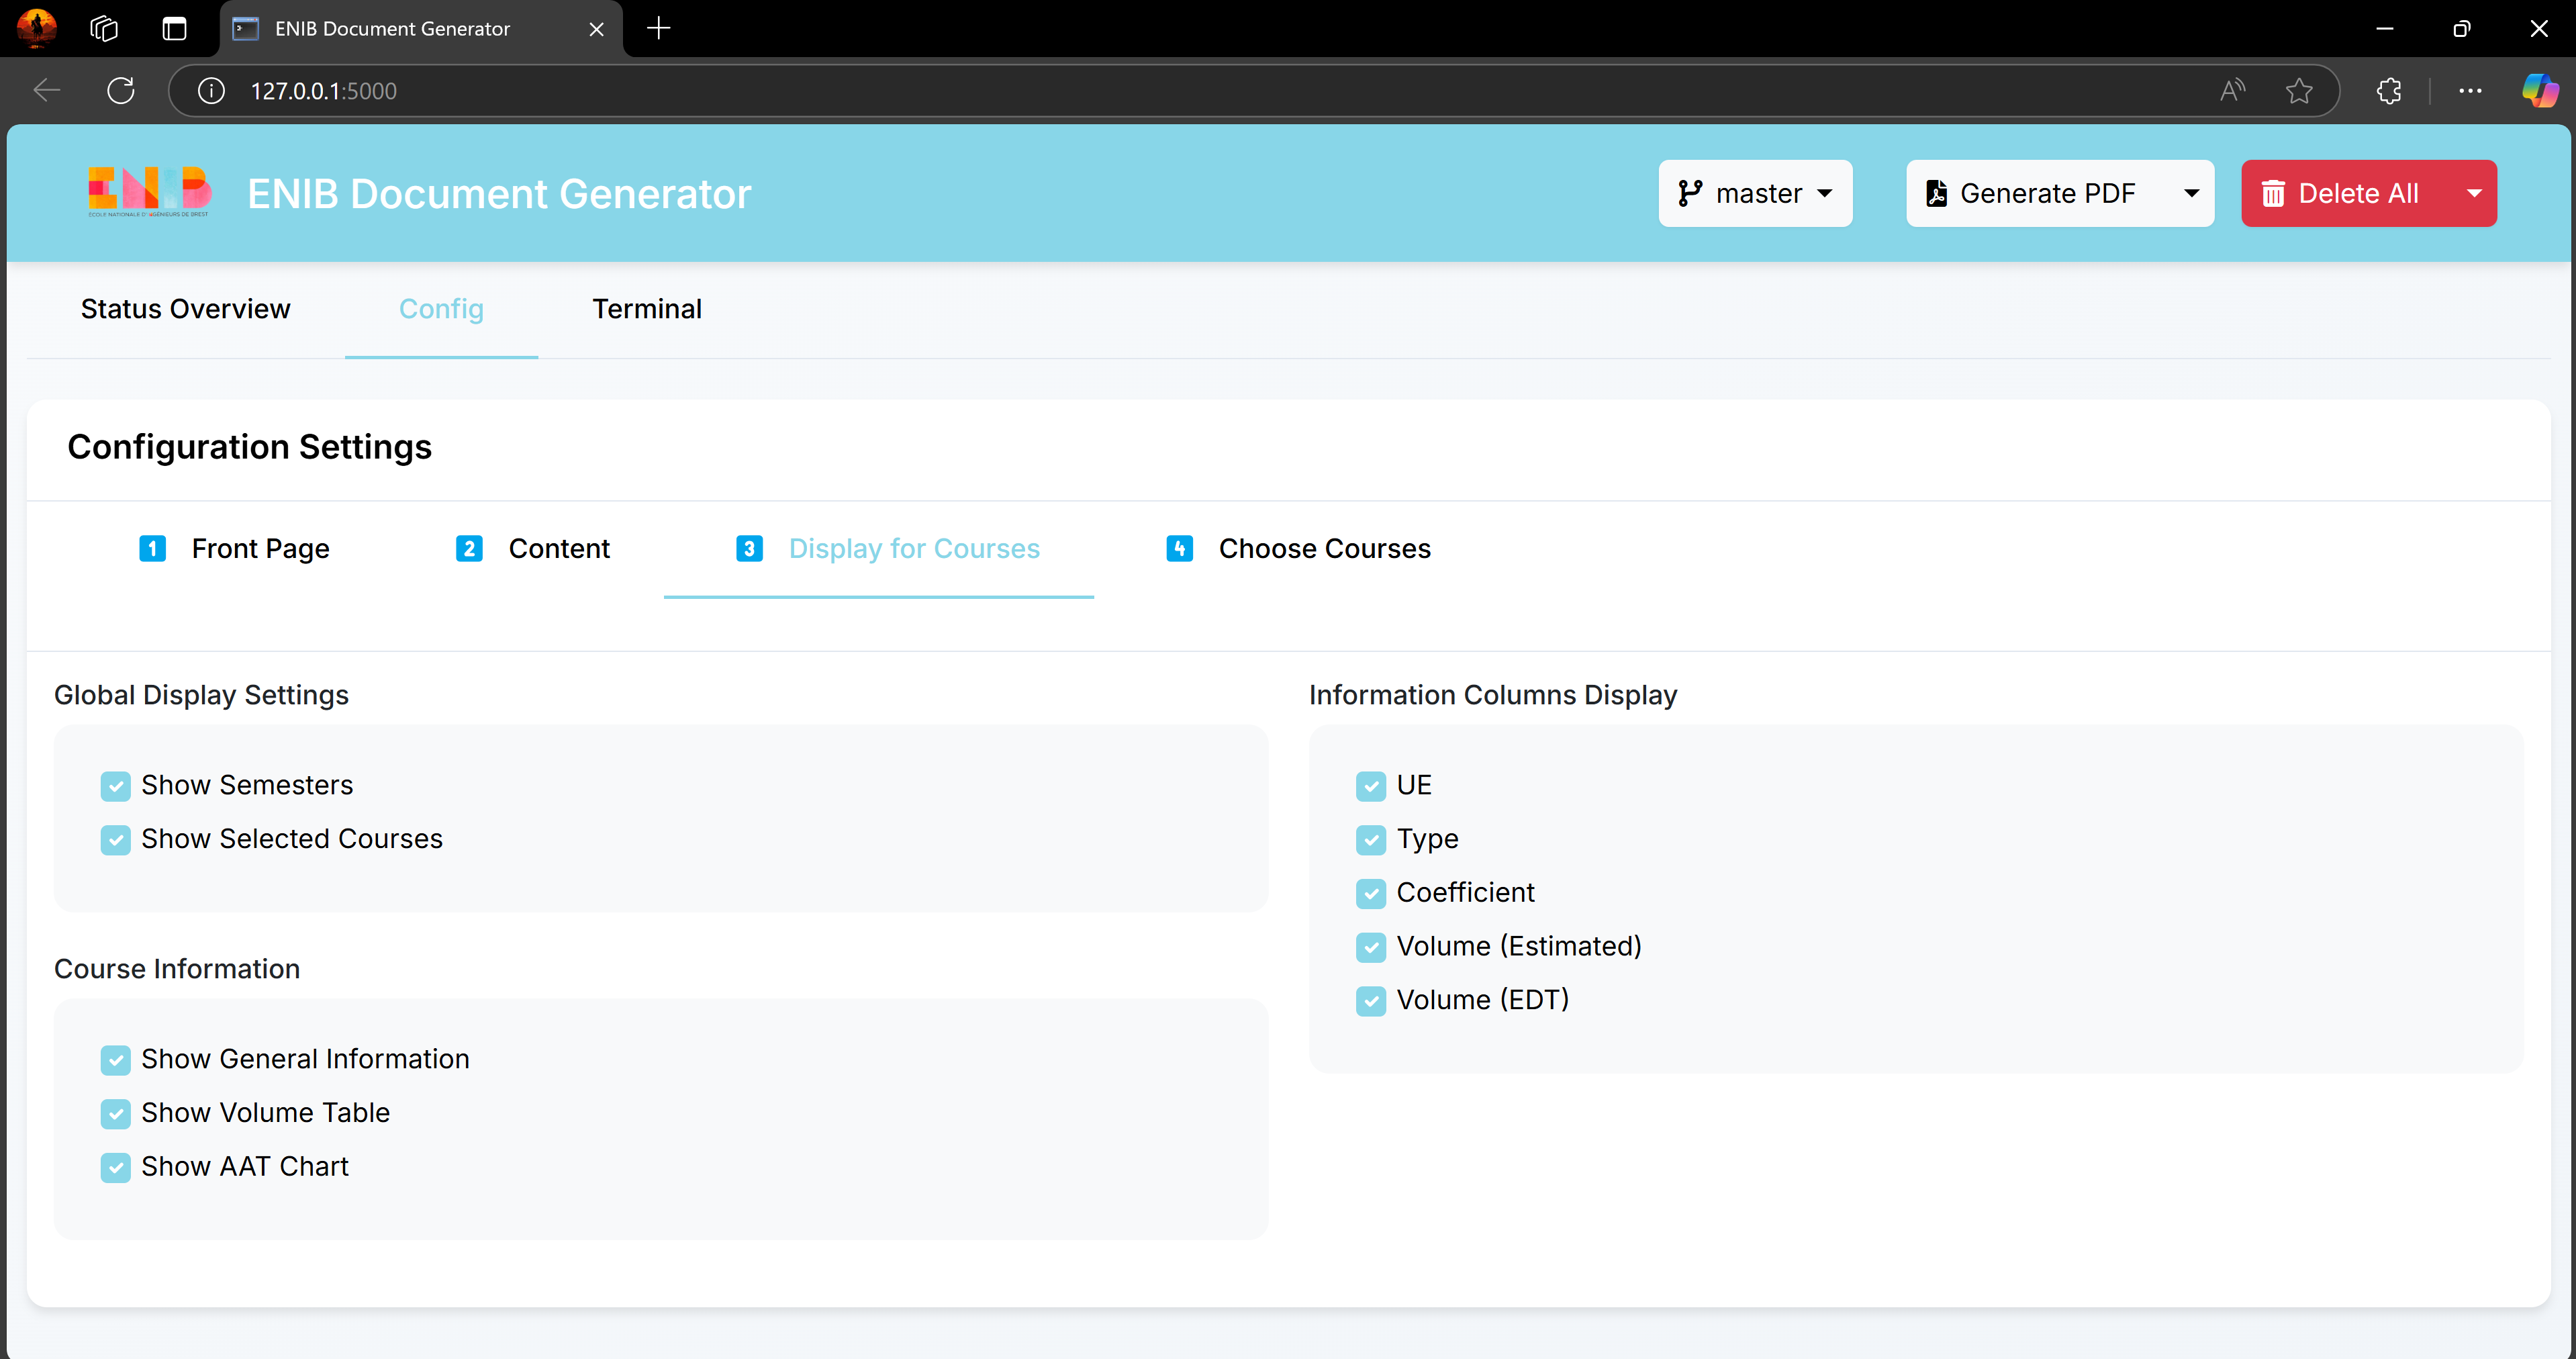 ENIB Document Generator
127.0.0.1:5000
ENIB
ECOLE NATIONALE D'INGÉNIEURS DE BREST
ENIB Document Generator
master
Generate PDF
Delete All
Status Overview
Config
Terminal
Configuration Settings
1 Front Page
2 Content
3 Display for Courses
4 Choose Courses
Global Display Settings
Show Semesters
Show Selected Courses
Course Information
Show General Information
Show Volume Table
Show AAT Chart
Information Columns Display
UE
Type
Coefficient
Volume (Estimated)
Volume (EDT)